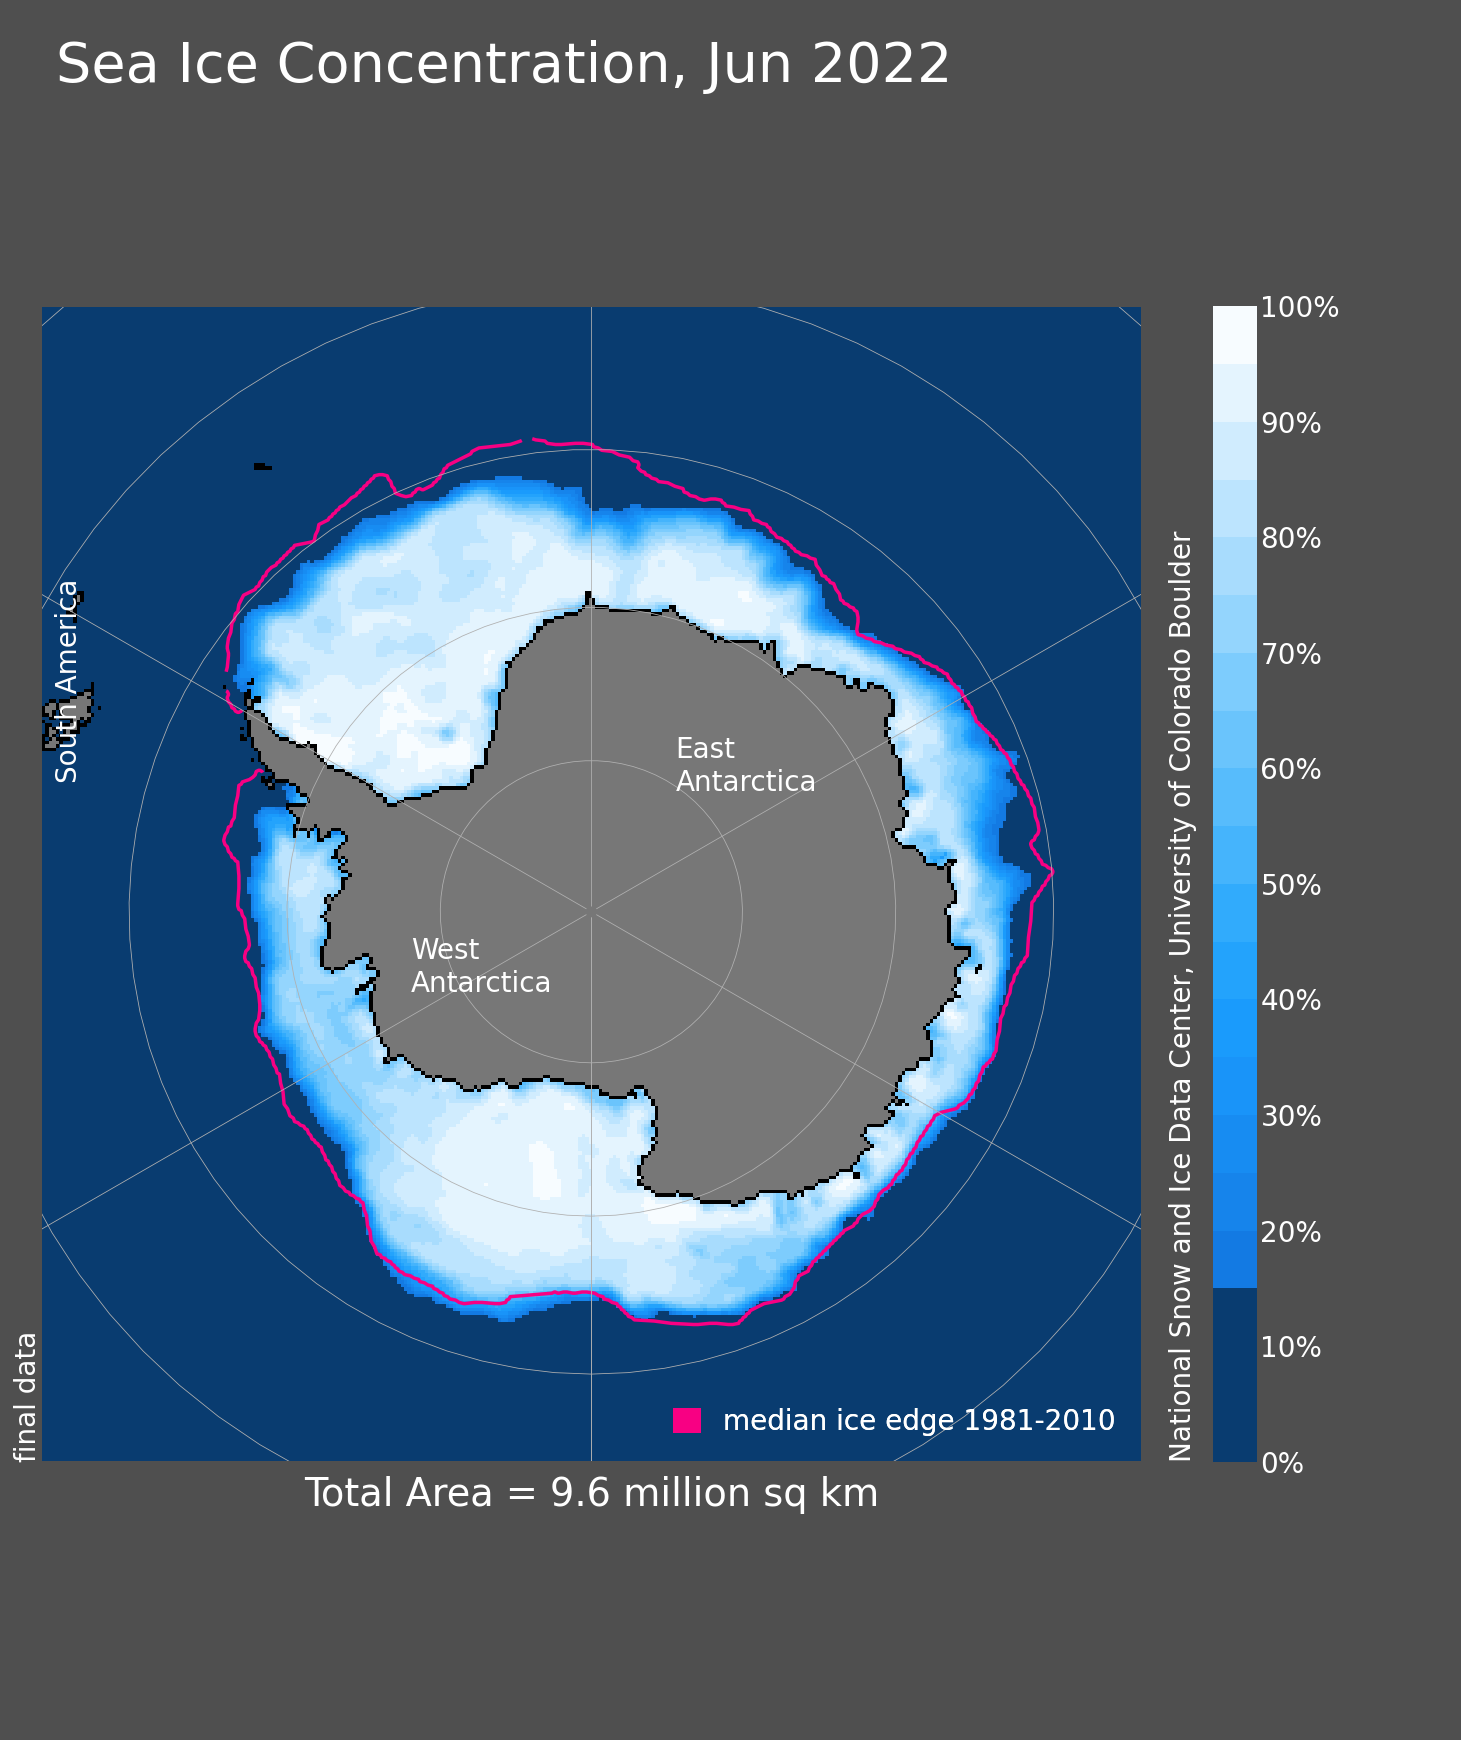 Sea Ice Concentration, Jun 2022
South America
East
Antarctica
West
Antarctica
final data
median ice edge 1981-2010
Total Area = 9.6 million sq km
National Snow and Ice Data Center, University of Colorado Boulder
100%
90%
80%
70%
60%
50%
40%
30%
20%
10%
0%